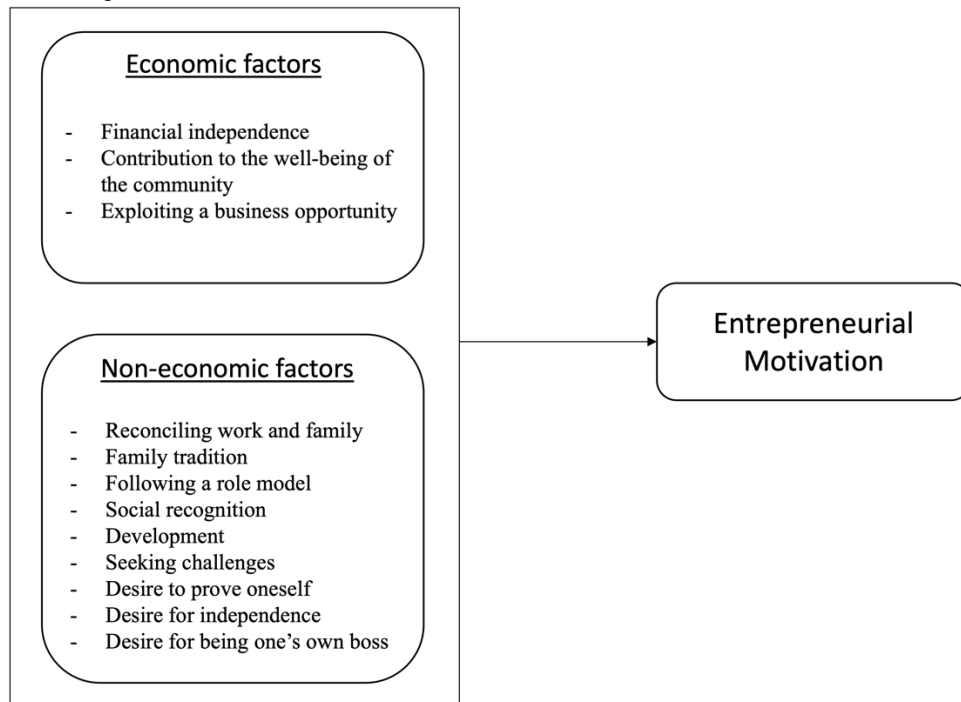 Economic factors
- Financial independence
- Contribution to the well-being of
the community
- Exploiting a business opportunity
Non-economic factors
- Reconciling work and family
- Family tradition
- Following a role model
- Social recognition
- Development
- Seeking challenges
- Desire to prove oneself
- Desire for independence
- Desire for being one's own boss
Entrepreneurial
Motivation